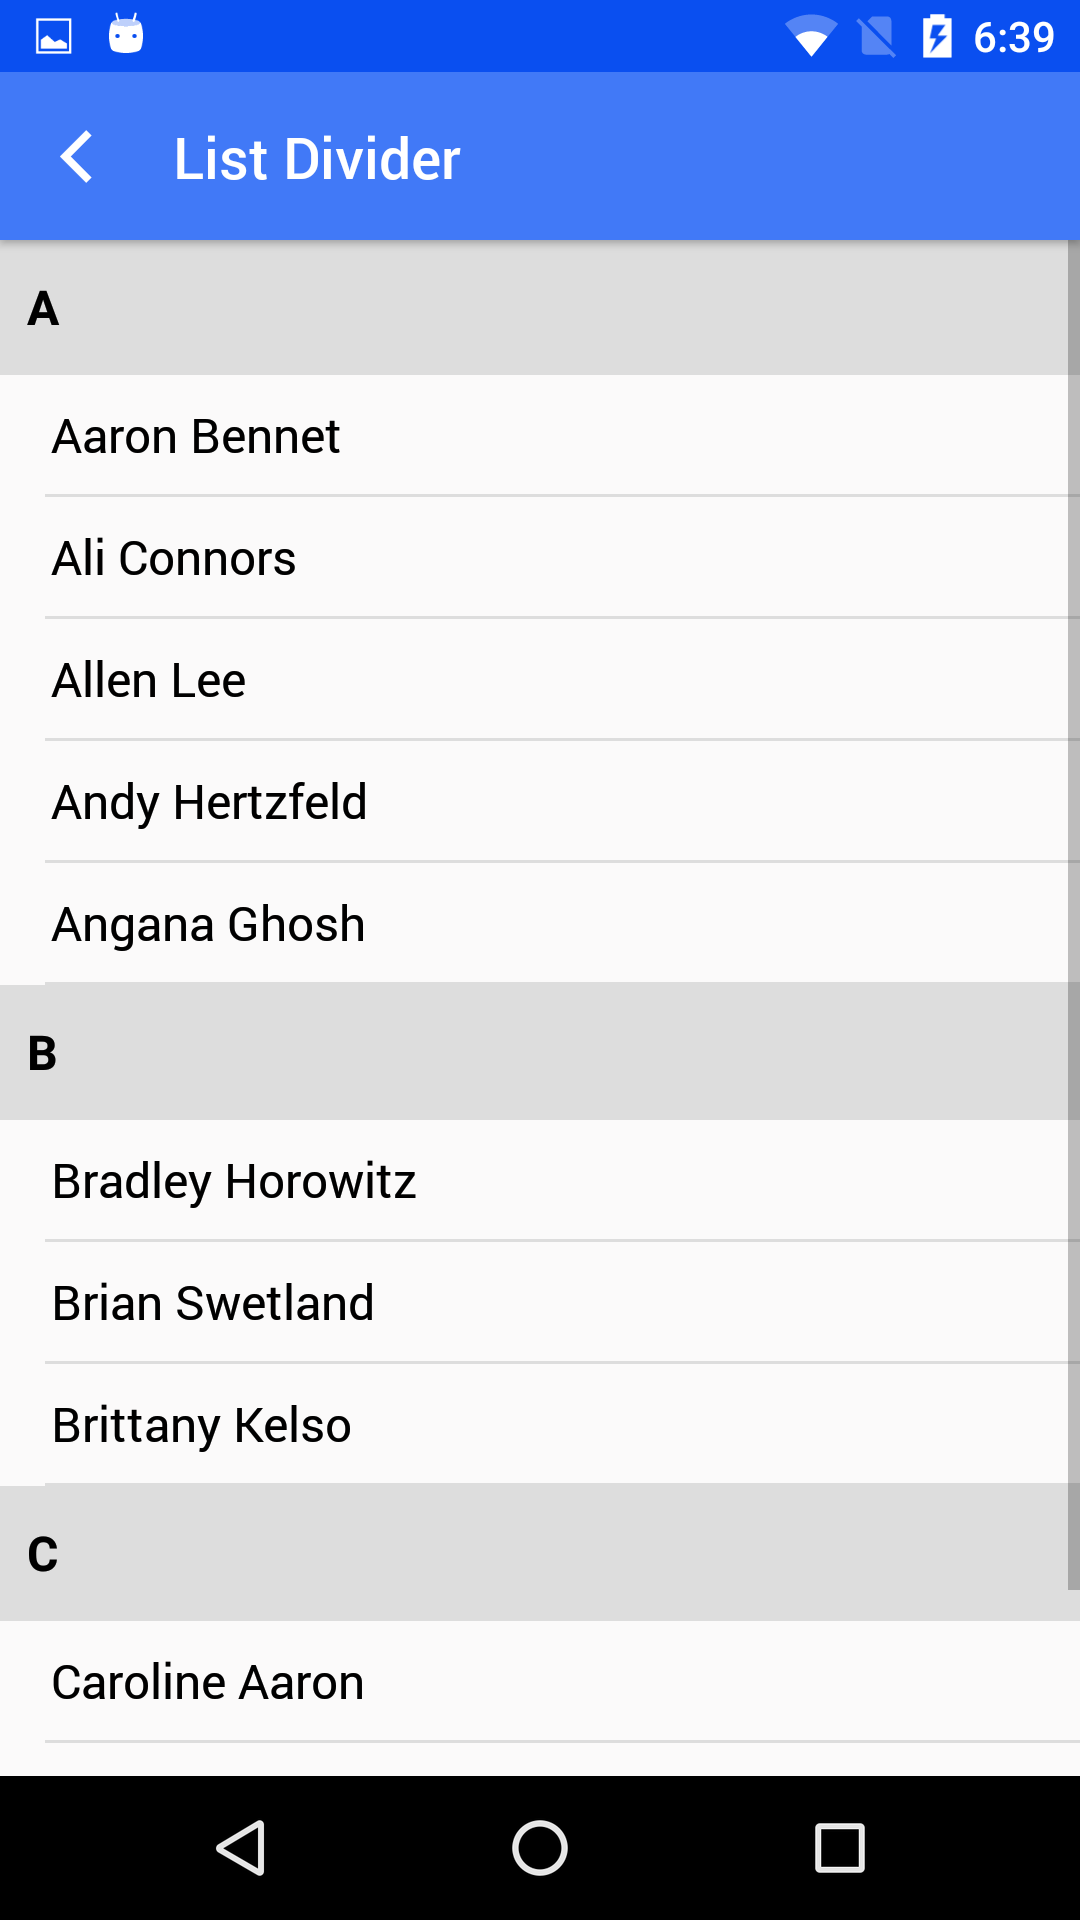 6:39
List Divider
A
Aaron Bennet
Ali Connors
Allen Lee
Andy Hertzfeld
Angana Ghosh
B
Bradley Horowitz
Brian Swetland
Brittany Kelso
C
Caroline Aaron